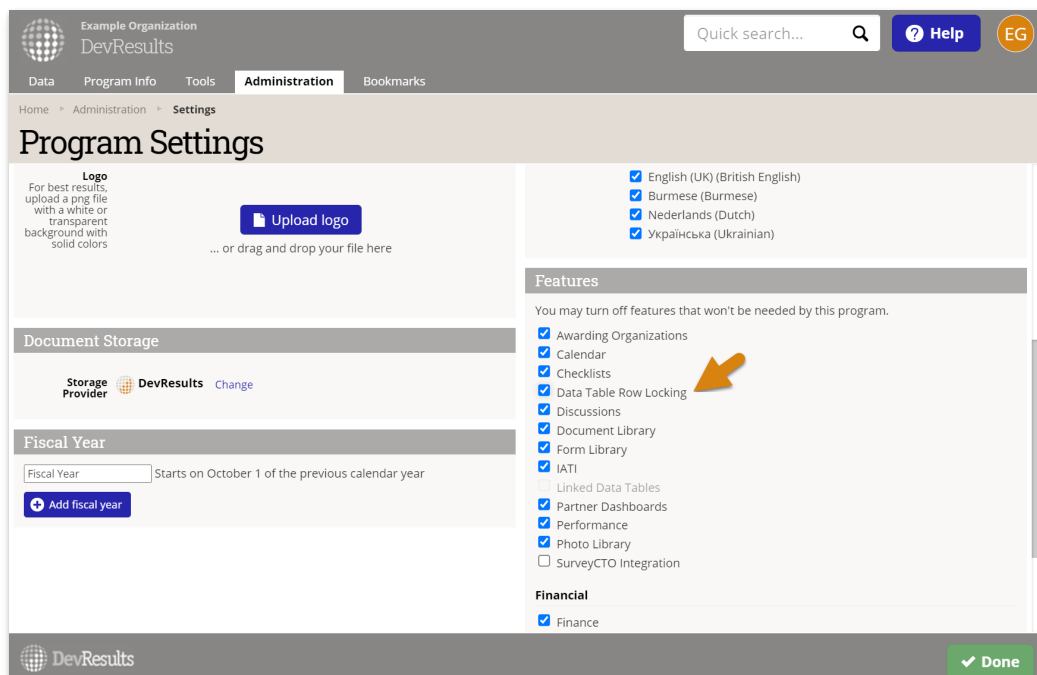 Example Organization
DevResults
Quick search...
Help
EG
Data
Program Info
Tools
Administration
Bookmarks
Home
Administration
Settings
Program Settings
Logo
For best results,
upload a png file
with a white or
transparent
background with
solid colors
Upload logo
... or drag and drop your file here
Document Storage
Storage
Provider
DevResults
Change
Fiscal Year
Fiscal Year
Starts on October 1 of the previous calendar year
Add fiscal year
English (UK) (British English)
Burmese (Burmese)
Nederlands (Dutch)
Українська (Ukrainian)
Features
You may turn off features that won't be needed by this program.
Awarding Organizations
Calendar
Checklists
Data Table Row Locking
Discussions
Document Library
Form Library
IATI
Linked Data Tables
Partner Dashboards
Performance
Photo Library
SurveyCTO Integration
Financial
Finance
DevResults
Done